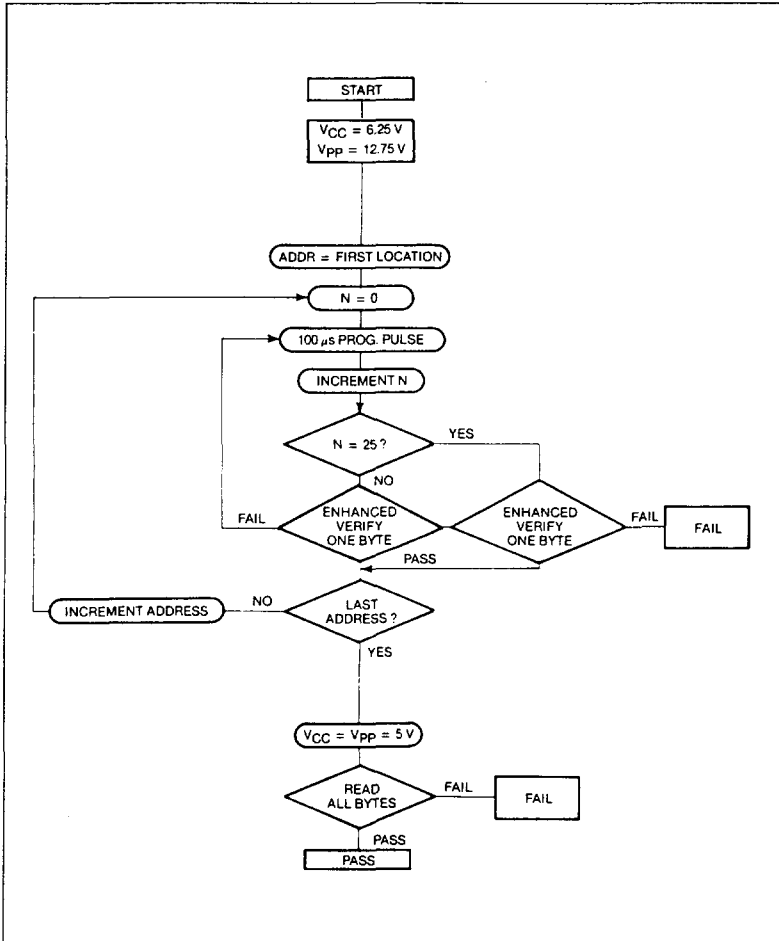 START
VCC = 6.25 V
VPP = 12.75 V
ADDR = FIRST LOCATION
N = 0
100 μs PROG. PULSE
INCREMENT N
N = 25?
YES
NO
FAIL
ENHANCED
VERIFY
ONE BYTE
ENHANCED
VERIFY
ONE BYTE
FAIL
FAIL
PASS
INCREMENT ADDRESS
NO
LAST
ADDRESS?
YES
VCC = VPP = 5 V
READ
ALL BYTES
FAIL
FAIL
PASS
PASS